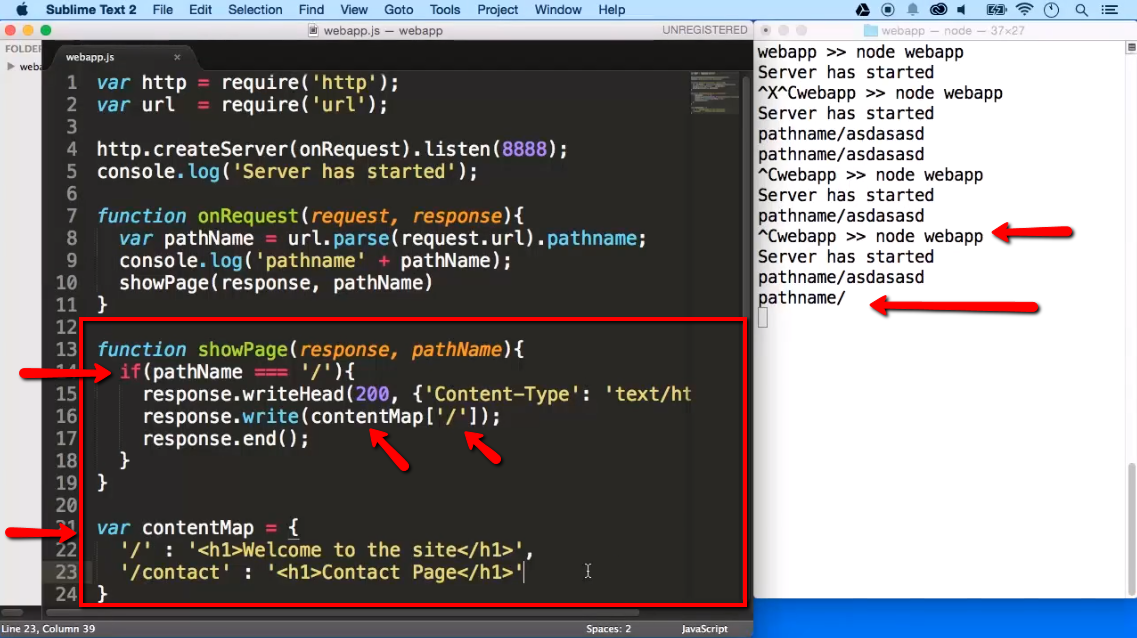 Sublime Text 2 File Edit Selection Find View Goto Tools Project Window Help
webapp.js — webapp
UNREGISTERED
FOLDER
weba
webapp.js ×
1 var http = require('http');
2 var url  = require('url');
3
4 http.createServer(onRequest).listen(8888);
5 console.log('Server has started');
6
7 function onRequest(request, response){
8   var pathName = url.parse(request.url).pathname;
9   console.log('pathname' + pathName);
10   showPage(response, pathName)
11 }
12
13 function showPage(response, pathName){
14   if(pathName === '/'){
15     response.writeHead(200, {'Content-Type': 'text/ht
16     response.write(contentMap['/']);
17     response.end();
18   }
19 }
20
21 var contentMap = {
22   '/' : '<h1>Welcome to the site</h1>',
23   '/contact' : '<h1>Contact Page</h1>'
24 }
Line 23, Column 39
Spaces: 2
JavaScript
webapp — node — 37×27
webapp >> node webapp
Server has started
^X^Cwebapp >> node webapp
Server has started
pathname/asdasasd
pathname/asdasasd
^Cwebapp >> node webapp
Server has started
pathname/asdasasd
^Cwebapp >> node webapp
Server has started
pathname/asdasasd
pathname/